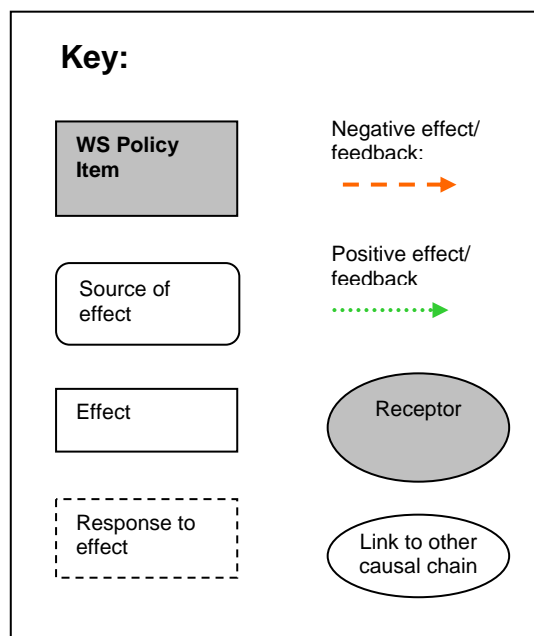 Key:
WS Policy
Item
Negative effect/
feedback:
Source of
effect
Positive effect/
feedback
Effect
Receptor
Response to
effect
Link to other
causal chain